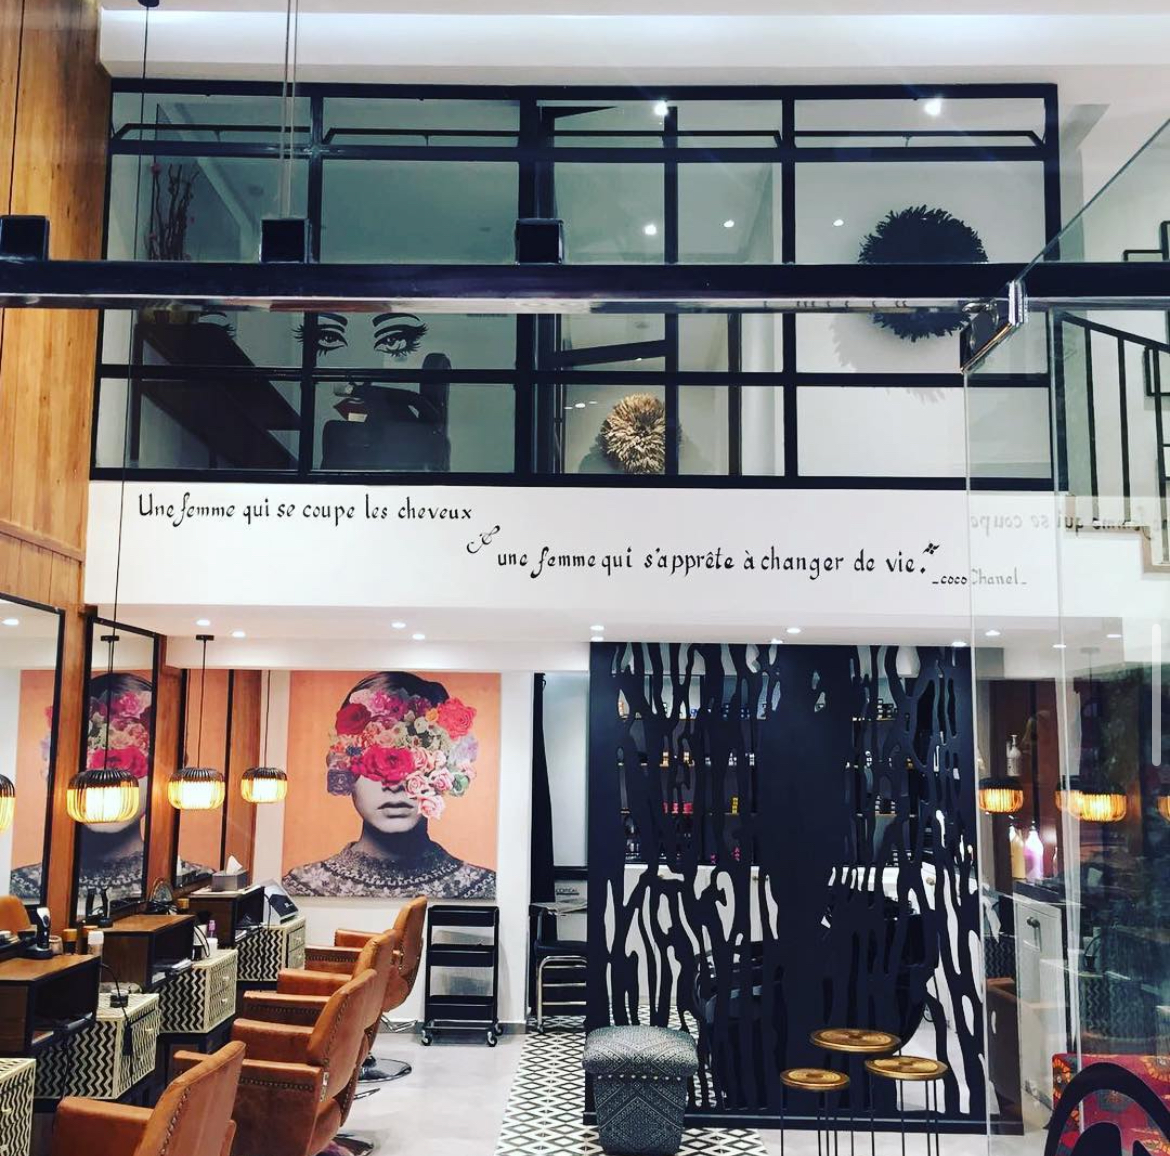 Une femme qui se coupe les cheveux
& une femme qui s'apprête à changer de vie."
_coco Chanel_